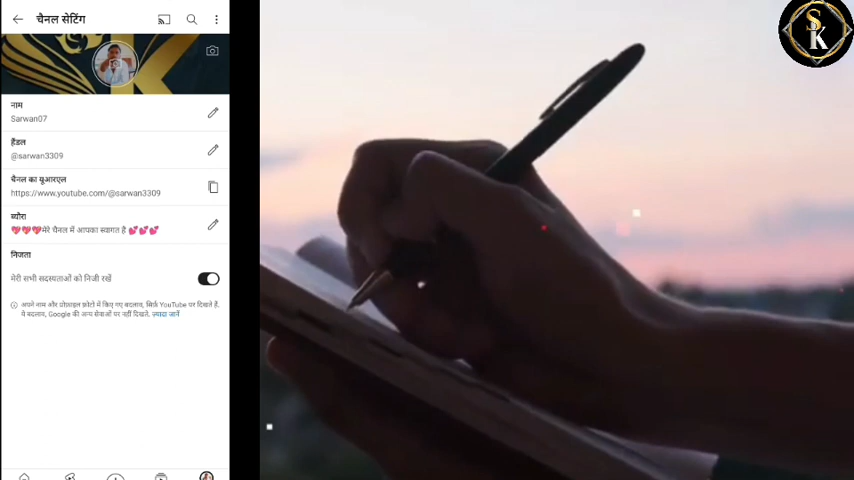 चैनल सेटिंग
नाम
Sarwan07
हैंडल
@sarwan3309
चैनल का यूआरएल
https://www.youtube.com/@sarwan3309
ब्योरा
💖💖💖मेरे चैनल में आपका स्वागत है 💕💕💕
निजता
मेरी सभी सदस्यताओं को निजी रखें
अपने नाम और प्रोफ़ाइल फ़ोटो में किए गए बदलाव, सिर्फ़ YouTube पर दिखते हैं.
ये बदलाव, Google की अन्य सेवाओं पर नहीं दिखते. ज़्यादा जानें
S
K